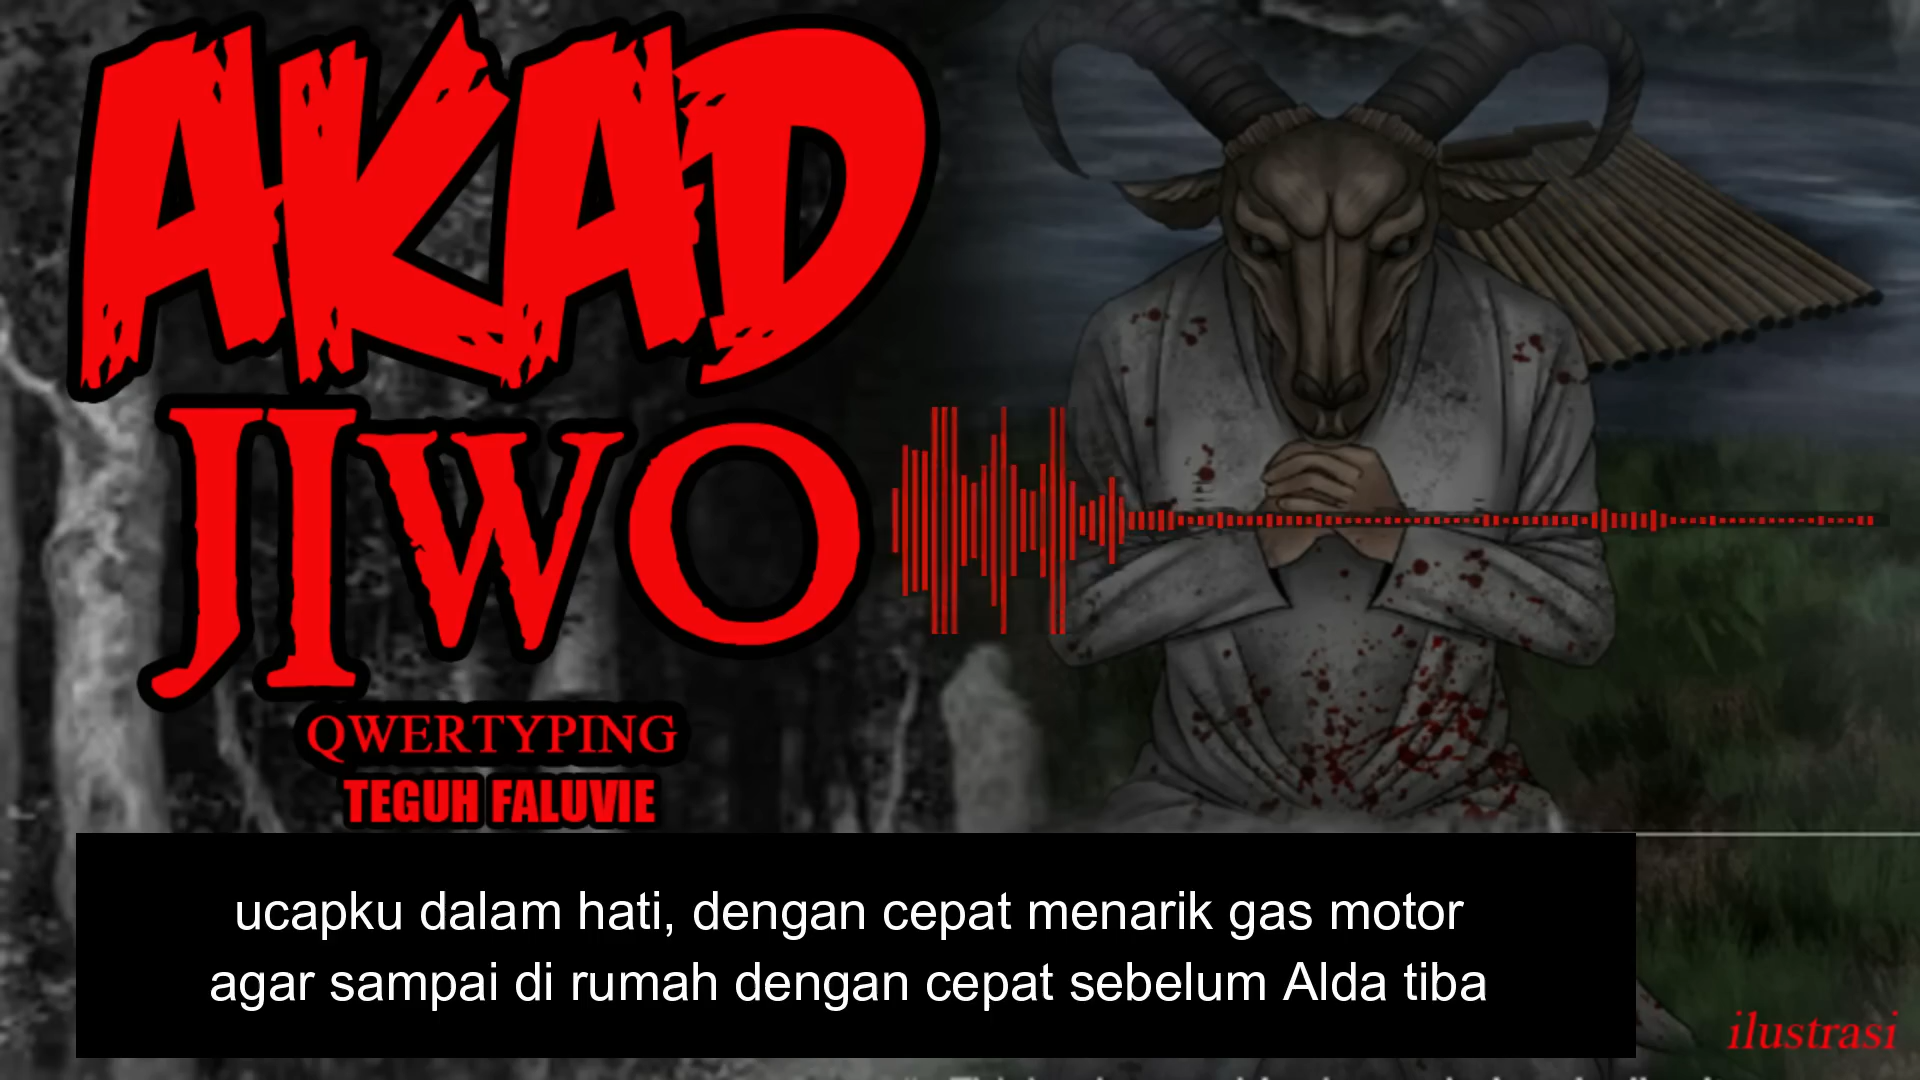 AKAD
JIWO
QWERTYPING
TEGUH FALUVIE
ucapku dalam hati, dengan cepat menarik gas motor
agar sampai di rumah dengan cepat sebelum Alda tiba
ilustrasi